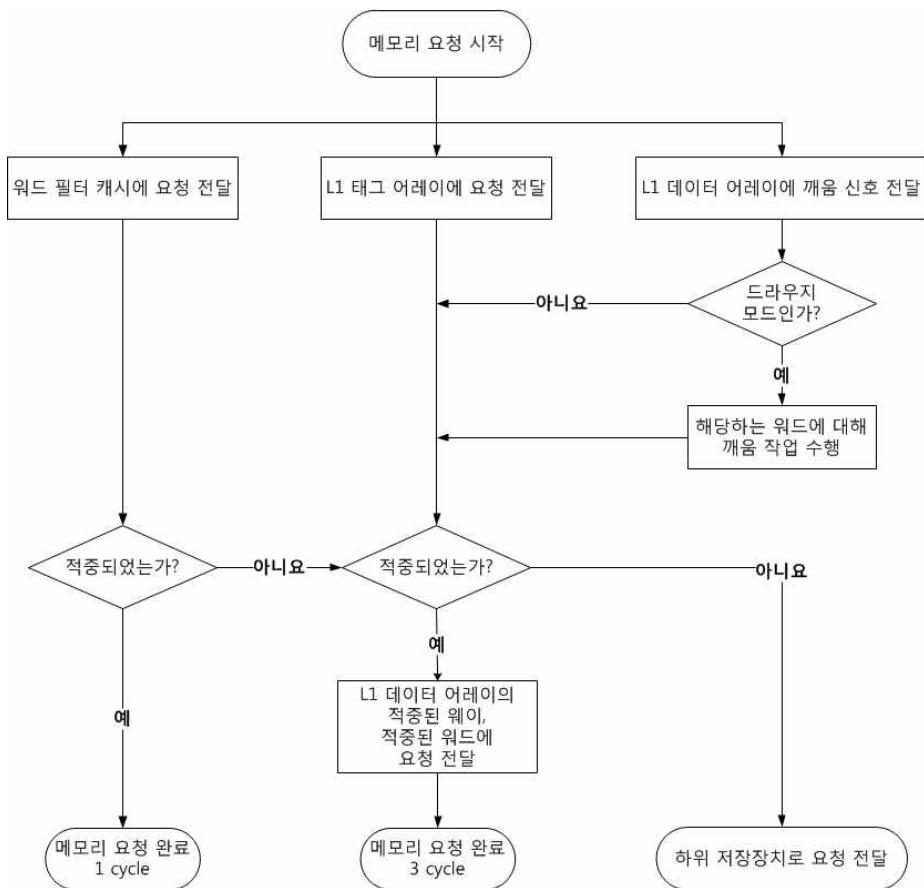 메모리 요청 시작
워드 필터 캐시에 요청 전달
L1 태그 어레이에 요청 전달
L1 데이터 어레이에 깨움 신호 전달
드라우지
모드인가?
아니요
예
해당하는 워드에 대해
깨움 작업 수행
적중되었는가?
아니요
적중되었는가?
아니요
예
L1 데이터 어레이의
적중된 웨이,
적중된 워드에
요청 전달
예
메모리 요청 완료
1 cycle
메모리 요청 완료
3 cycle
하위 저장장치로 요청 전달